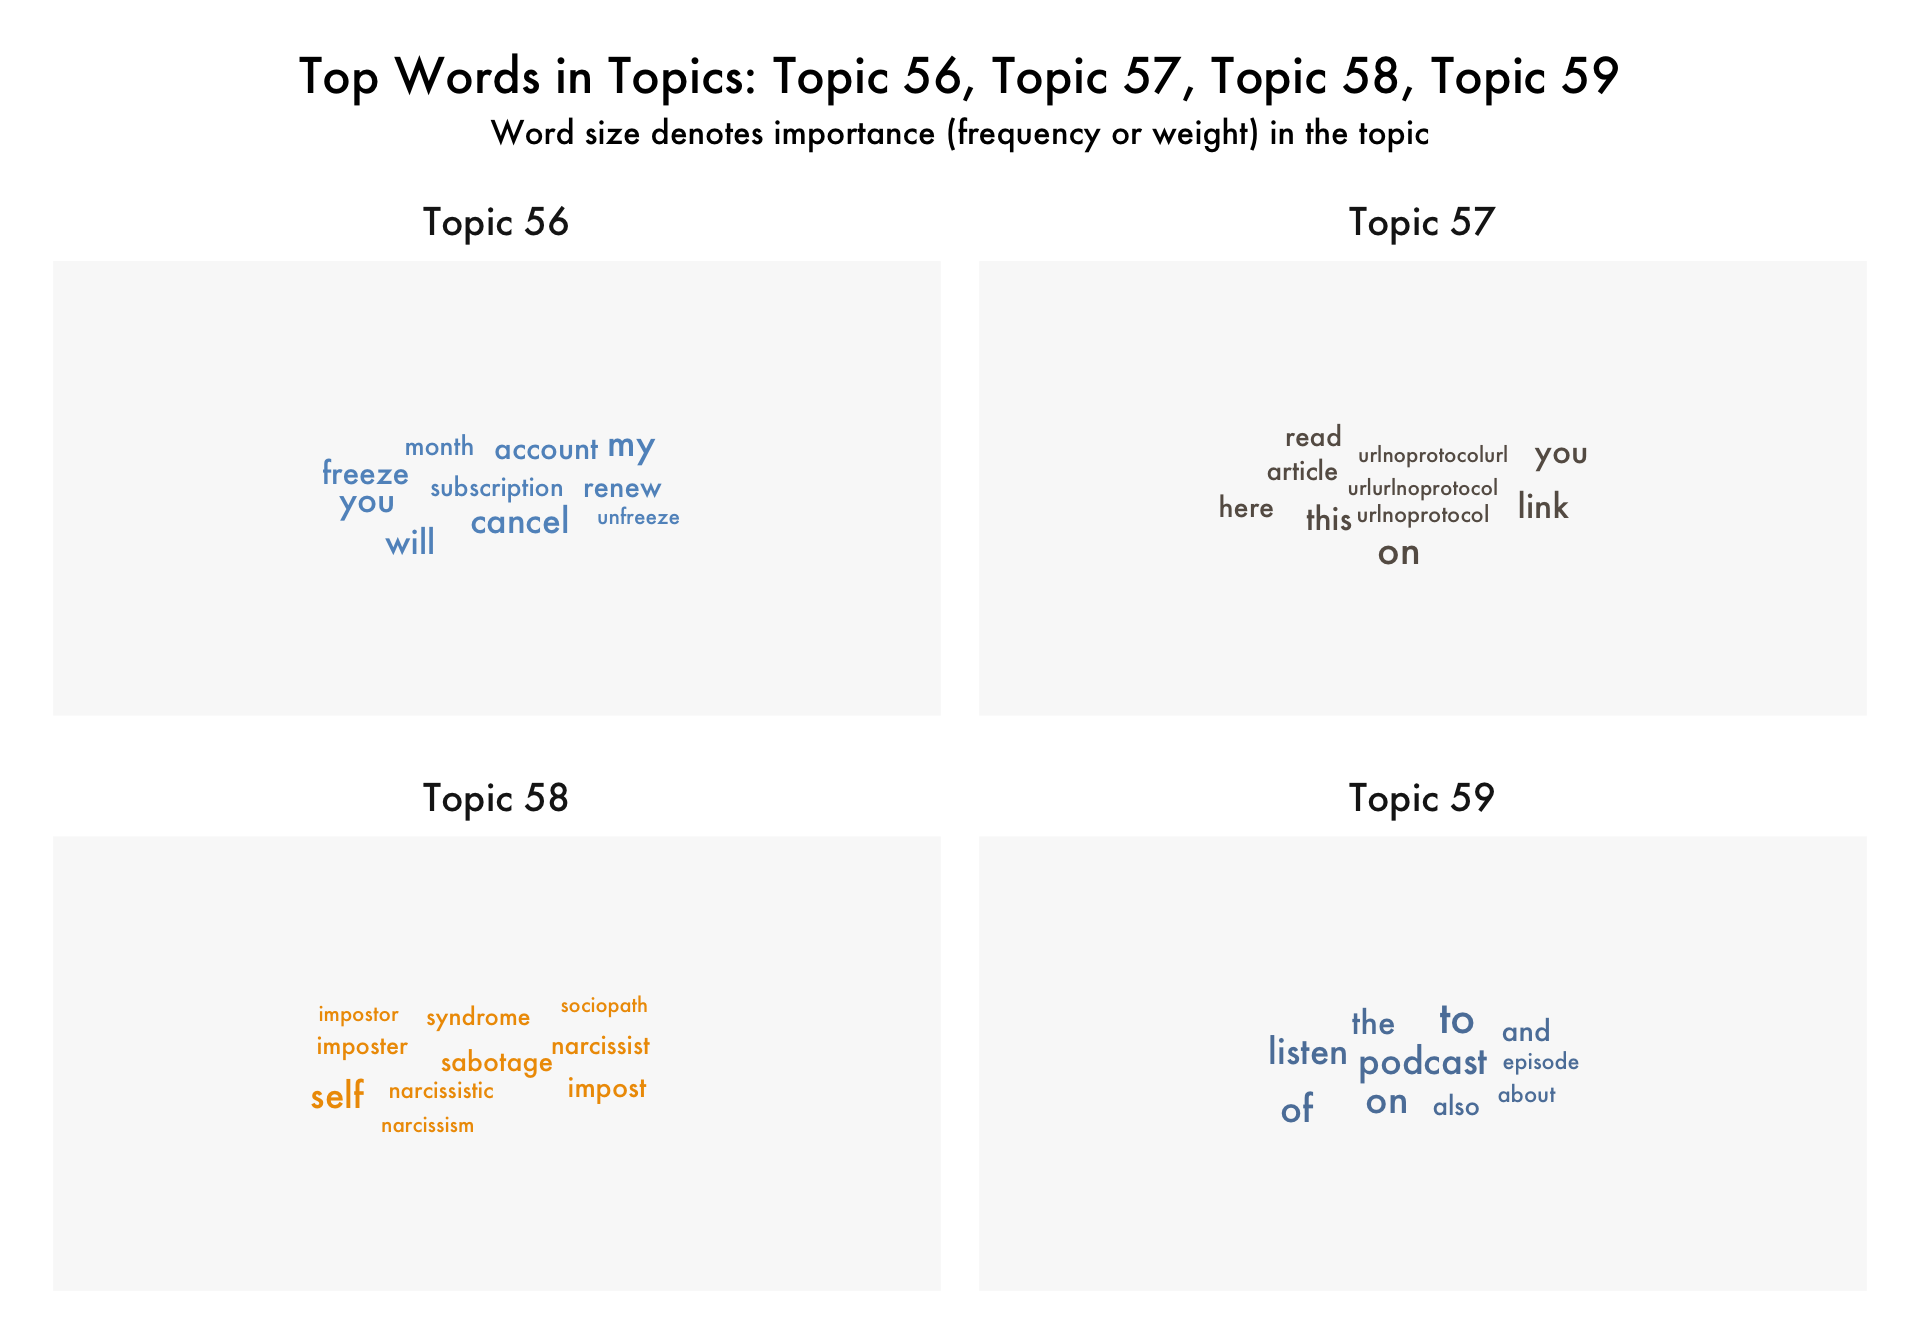 Top Words in Topics: Topic 56, Topic 57, Topic 58, Topic 59
Word size denotes importance (frequency or weight) in the topic
Topic 56
month account my
freeze
you subscription renew
will cancel unfreeze
Topic 57
read urlnoprotocolurl you
article urlurlnoprotocol
here this urlnoprotocol link
on
Topic 58
impostor syndrome sociopath
imposter sabotage narcissist
self narcissistic impost
narcissism
Topic 59
the to and
listen podcast episode
of on also about